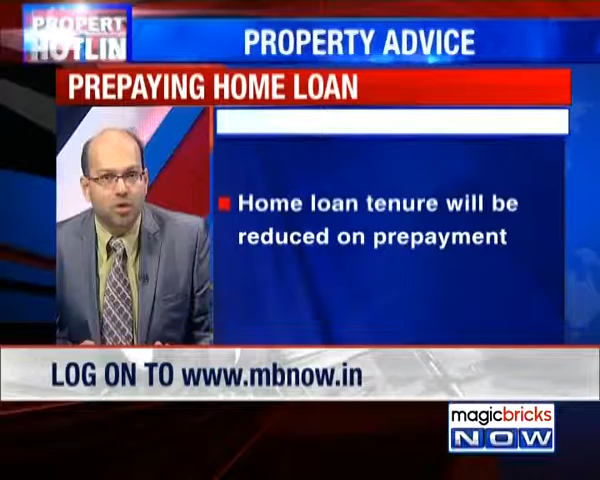 PROPERT
HOTLIN
PROPERTY ADVICE
PREPAYING HOME LOAN
Home loan tenure will be
reduced on prepayment
LOG ON TO www.mbnow.in
magicbricks
NOW